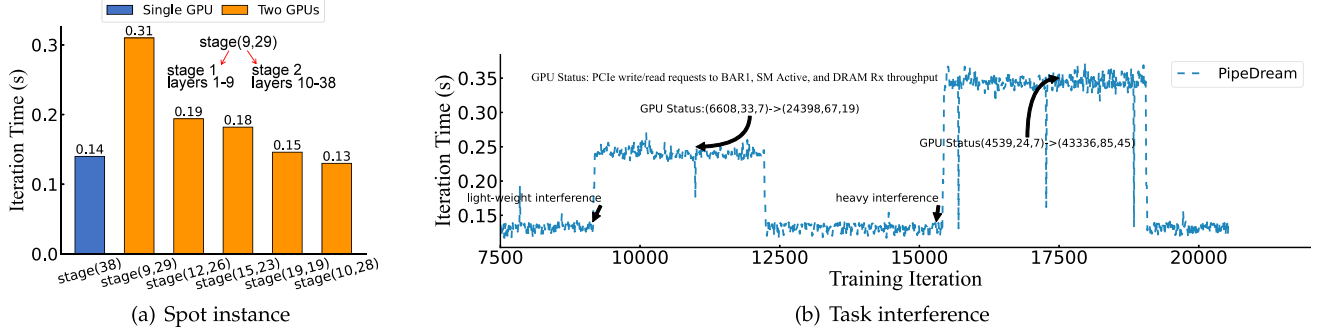 Single GPU
Two GPUs
Iteration Time (s)
0.3
0.2
0.1
0.0
0.14
0.31
0.19
0.18
0.15
0.13
stage(9,29)
stage 1
layers 1-9
stage 2
layers 10-38
stage(38)
stage(9,29)
stage(12,26)
stage(15,23)
stage(19,19)
stage(10,28)
(a) Spot instance
Iteration Time (s)
0.35
0.30
0.25
0.20
0.15
GPU Status: PCIe write/read requests to BAR1, SM Active, and DRAM Rx throughput
PipeDream
GPU Status:(6608,33,7)->(24398,67,19)
GPU Status(4539,24,7)->(43336,85,45)
light-weight interference
heavy interference
7500
10000
12500
15000
17500
20000
Training Iteration
(b) Task interference